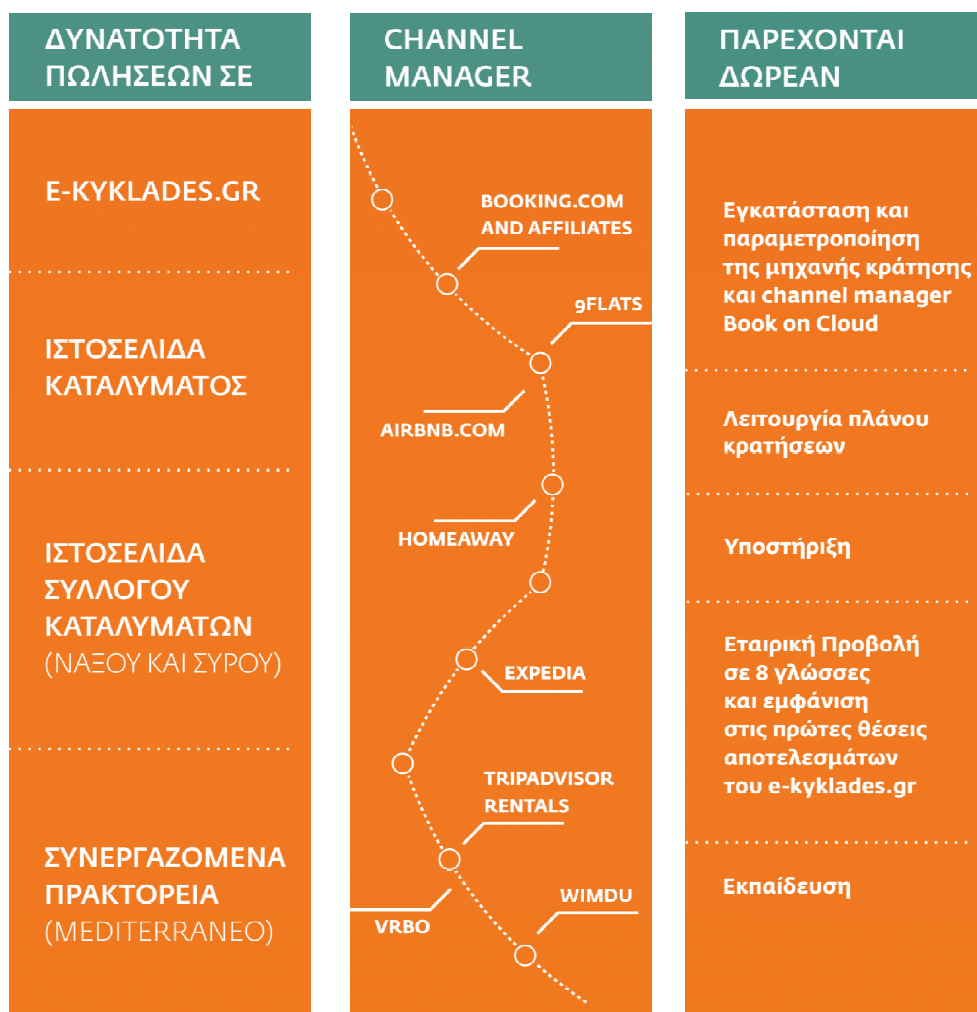 ΔΥΝΑΤΟΤΗΤΑ
ΠΩΛΗΣΕΩΝ ΣΕ
E-KYKLADES.GR
ΙΣΤΟΣΕΛΙΔΑ
ΚΑΤΑΛΥΜΑΤΟΣ
ΙΣΤΟΣΕΛΙΔΑ
ΣΥΛΛΟΓΟΥ
ΚΑΤΑΛΥΜΑΤΩΝ
(ΝΑΞΟΥ ΚΑΙ ΣΥΡΟΥ)
ΣΥΝΕΡΓΑΖΟΜΕΝΑ
ΠΡΑΚΤΟΡΕΙΑ
(MEDITERRANEO)
CHANNEL
MANAGER
BOOKING.COM
AND AFFILIATES
9FLATS
AIRBNB.COM
HOMEAWAY
EXPEDIA
TRIPADVISOR
RENTALS
VRBO
WIMDU
ΠΑΡΕΧΟΝΤΑΙ
ΔΩΡΕΑΝ
Εγκατάσταση και
παραμετροποίηση
της μηχανής κράτησης
και channel manager
Book on Cloud
Λειτουργία πλάνου
κρατήσεων
Υποστήριξη
Εταιρική Προβολή
σε 8 γλώσσες
και εμφάνιση
στις πρώτες θέσεις
αποτελεσμάτων
του e-kyklades.gr
Εκπαίδευση